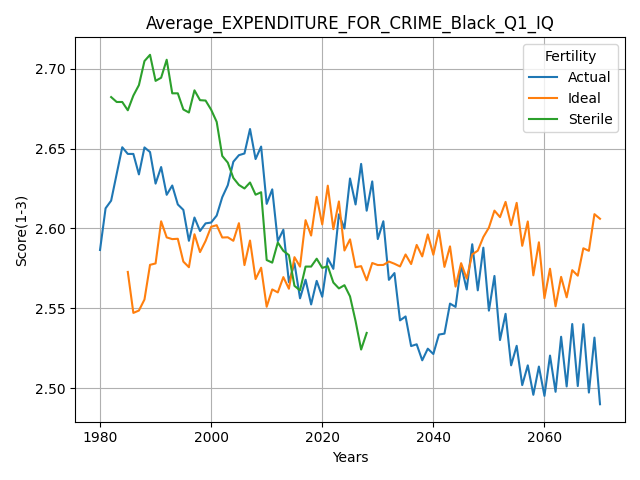 Average_EXPENDITURE_FOR_CRIME_Black_Q1_IQ
Fertility
Actual
Ideal
Sterile
Score(1-3)
2.70
2.65
2.60
2.55
2.50
1980 2000 2020 2040 2060
Years